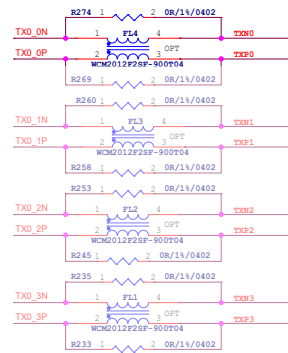 R274 1 2 0R/1%/0402
TX0_0N 1 FL4 4 TXN0
TX0_0P 2 3 OPT TXP0
WCM2012F2SF-900T04
R269 1 2 0R/1%/0402
R260 1 2 0R/1%/0402
TX0_1N 1 FL3 4 TXN1
TX0_1P 2 3 OPT TXP1
WCM2012F2SF-900T04
R258 1 2 0R/1%/0402
R253 1 2 0R/1%/0402
TX0_2N 1 FL2 4 TXN2
TX0_2P 2 3 OPT TXP2
WCM2012F2SF-900T04
R245 1 2 0R/1%/0402
R235 1 2 0R/1%/0402
TX0_3N 1 FL1 4 TXN3
TX0_3P 2 3 OPT TXP3
WCM2012F2SF-900T04
R233 1 2 0R/1%/0402